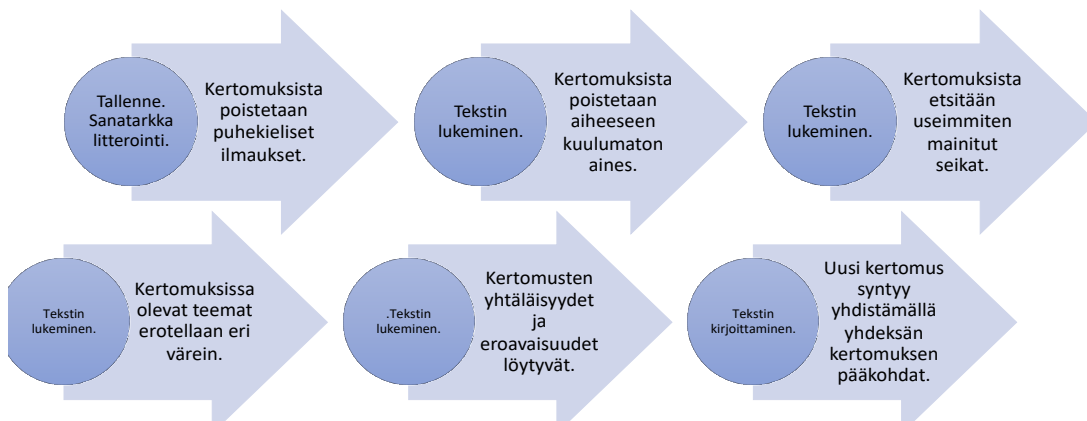 Tallenne.
Sanatarkka
litterointi.
Kertomuksista
poistetaan
puhekieliset
ilmaukset.
Tekstin
lukeminen.
Kertomuksista
poistetaan
aiheeseen
kuulumaton
aines.
Tekstin
lukeminen.
Kertomuksista
etsitään
useimmiten
mainitut
seikat.
Tekstin
lukeminen.
Kertomuksissa
olevat teemat
erotellaan eri
värein.
.Tekstin
lukeminen.
Kertomusten
yhtäläisyydet
ja
eroavaisuudet
löytyvät.
Tekstin
kirjoittaminen.
Uusi kertomus
syntyy
yhdistämällä
yhdeksän
kertomuksen
pääkohdat.